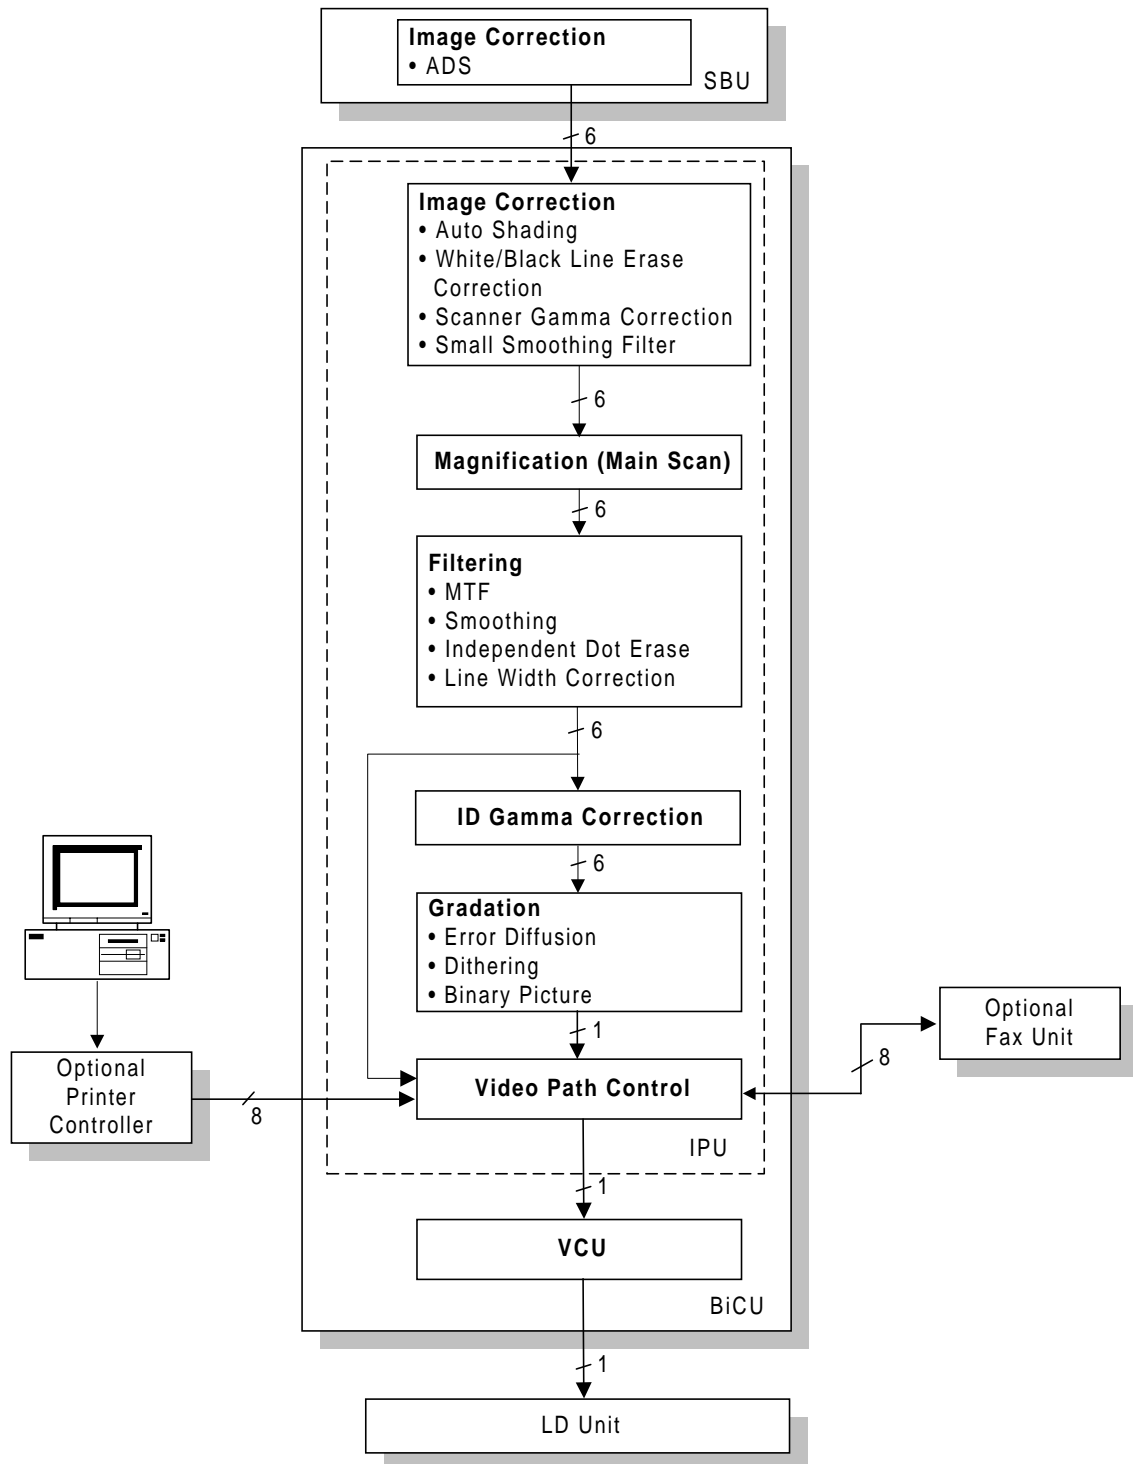 Image Correction
• ADS
SBU
6
Image Correction
• Auto Shading
• White/Black Line Erase
Correction
• Scanner Gamma Correction
• Small Smoothing Filter
6
Magnification (Main Scan)
6
Filtering
• MTF
• Smoothing
• Independent Dot Erase
• Line Width Correction
6
ID Gamma Correction
6
Gradation
• Error Diffusion
• Dithering
• Binary Picture
1
Optional
Fax Unit
8
Optional
Printer
Controller
8
Video Path Control
IPU
1
VCU
BiCU
1
LD Unit